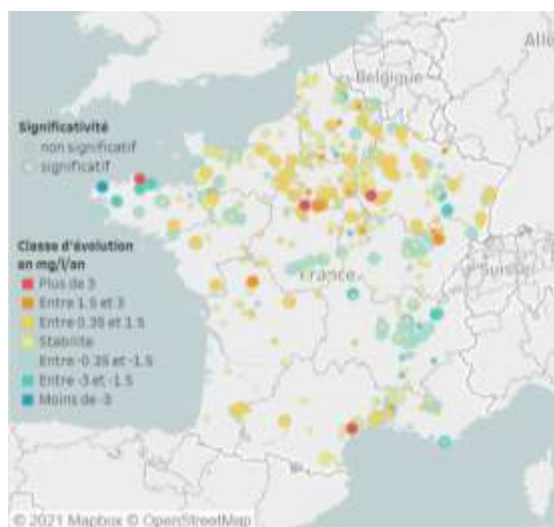 Alle
Belgique
Significativité
non significatif
significatif
Classe d'évolution
en mg/l/an
Plus de 3
Entre 1.5 et 3
Entre 0.35 et 1.5
Stabilité
Entre -0.35 et -1.5
Entre -3 et -1.5
Moins de -3
France
Suisse
© 2021 Mapbox © OpenStreetMap